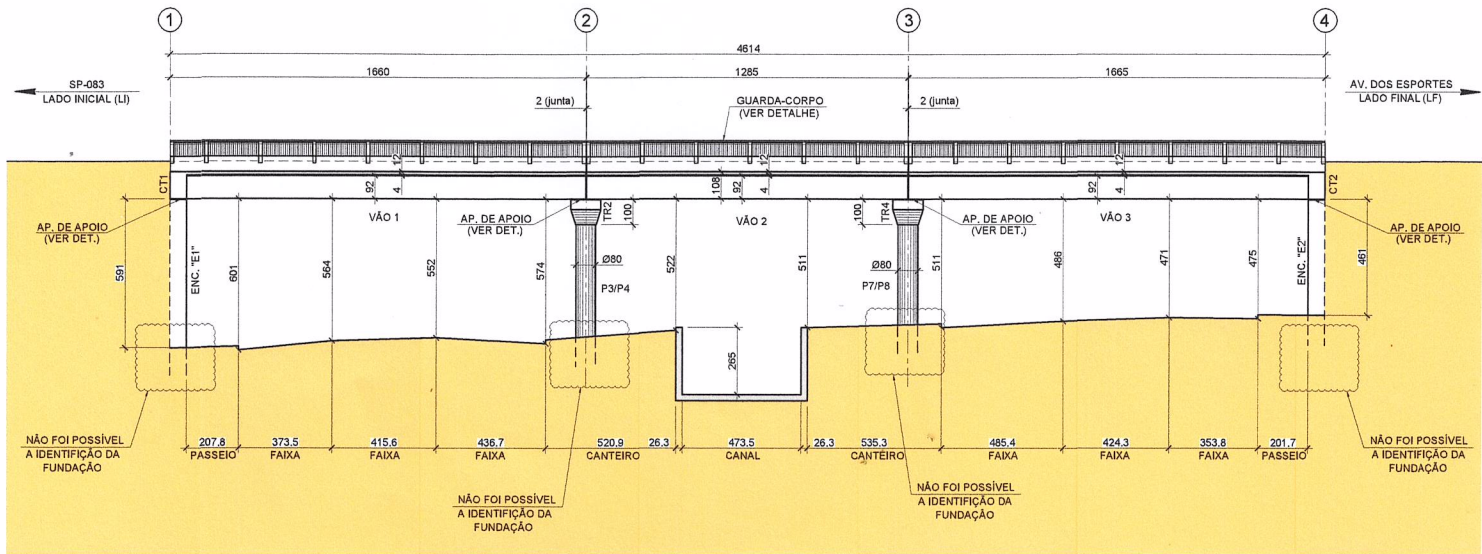 1
2
3
4
4614
1660
1285
1665
SP-083
LADO INICIAL (LI)
2 (junta)
GUARDA-CORPO
(VER DETALHE)
2 (junta)
AV. DOS ESPORTES
LADO FINAL (LF)
12
12
12
CT1
92
4
108
92
4
92
4
CT2
AP. DE APOIO
(VER DET.)
VÃO 1
AP. DE APOIO
(VER DET.)
TR2
100
VÃO 2
100
TR4
AP. DE APOIO
(VER DET.)
VÃO 3
AP. DE APOIO
(VER DET.)
591
ENC. "E1"
601
564
552
574
Ø80
P3/P4
522
511
Ø80
P7/P8
511
486
471
475
ENC. "E2"
461
265
NÃO FOI POSSÍVEL
A IDENTIFIÇÃO DA
FUNDAÇÃO
207,8
PASSEIO
373,5
FAIXA
415,6
FAIXA
436,7
FAIXA
520,9
CANTEIRO
26,3
473,5
CANAL
26,3
535,3
CANTEIRO
485,4
FAIXA
424,3
FAIXA
353,8
FAIXA
201,7
PASSEIO
NÃO FOI POSSÍVEL
A IDENTIFIÇÃO DA
FUNDAÇÃO
NÃO FOI POSSÍVEL
A IDENTIFIÇÃO DA
FUNDAÇÃO
NÃO FOI POSSÍVEL
A IDENTIFIÇÃO DA
FUNDAÇÃO